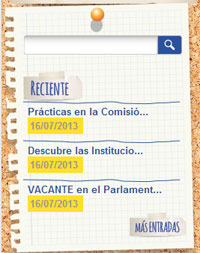 RECIENTE
Prácticas en la Comisió...
16/07/2013
Descubre las Institucio...
16/07/2013
VACANTE en el Parlament...
16/07/2013
MÁS ENTRADAS